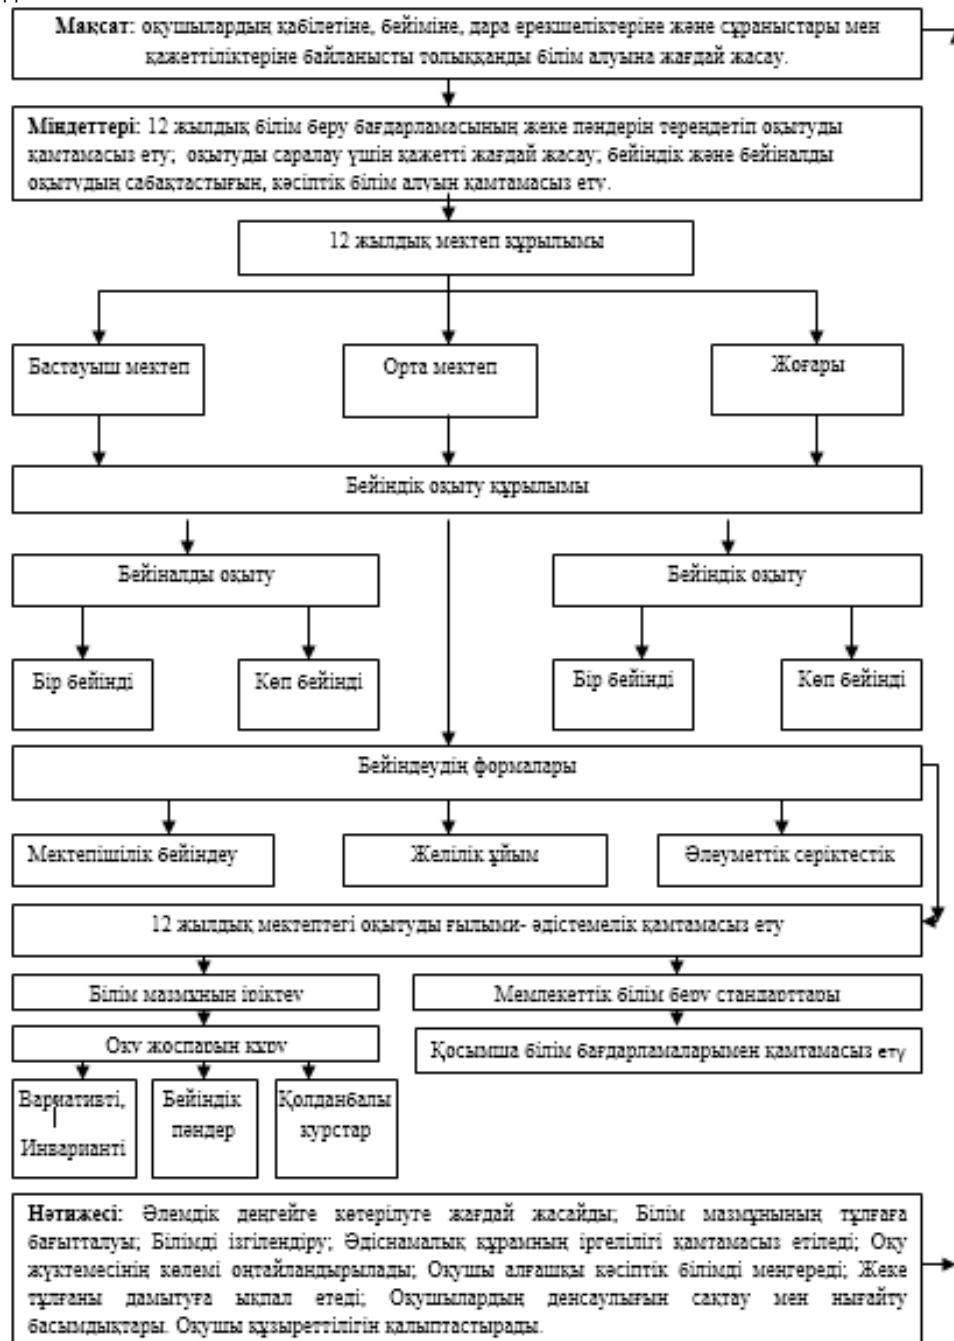 Мақсат: оқушылардың қабілетіне, бейіміне, дара ерекшеліктеріне және сұраныстары мен
қажеттіліктеріне байланысты толыққанды білім алуына жағдай жасау.
Міндеттері: 12 жылдық білім беру бағдарламасының жеке пәндерін тереңдетіп оқытуды
қамтамасыз ету; оқытуды саралау үшін қажетті жағдай жасау; бейіндік және бейіналды
оқытудың сабақтастығын, кәсіптік білім алуын қамтамасыз ету.
12 жылдық мектеп құрылымы
Бастауыш мектеп
Орта мектеп
Жоғары
Бейіндік оқыту құрылымы
Бейіналды оқыту
Бейіндік оқыту
Бір бейінді
Көп бейінді
Бір бейінді
Көп бейінді
Бейіндеудің формалары
Мектепішілік бейіндеу
Желілік ұйым
Әлеуметтік серіктестік
12 жылдық мектептегі оқытуды ғылыми- әдістемелік қамтамасыз ету
Білім мазмұнын іріктеу
Мемлекеттік білім беру стандарттары
Оқу жоспарын құру
Қосымша білім бағдарламаларымен қамтамасыз ету
Вариативті,
Инварианті
Бейіндік
пәндер
Қолданбалы
курстар
Нәтижесі: Әлемдік деңгейге көтерілуге жағдай жасайды; Білім мазмұнының тұлғаға
бағытталуы; Білімді ізгілендіру; Әдіснамалық құрамның іргелілігі қамтамасыз етіледі; Оқу
жүктемесінің көлемі оңтайландырылады; Оқушы алғашқы кәсіптік білімді меңгереді; Жеке
тұлғаны дамытуға ықпал етеді; Оқушылардың денсаулығын сақтау мен нығайту
басымдықтары. Оқушы құзыреттілігін қалыптастырады.